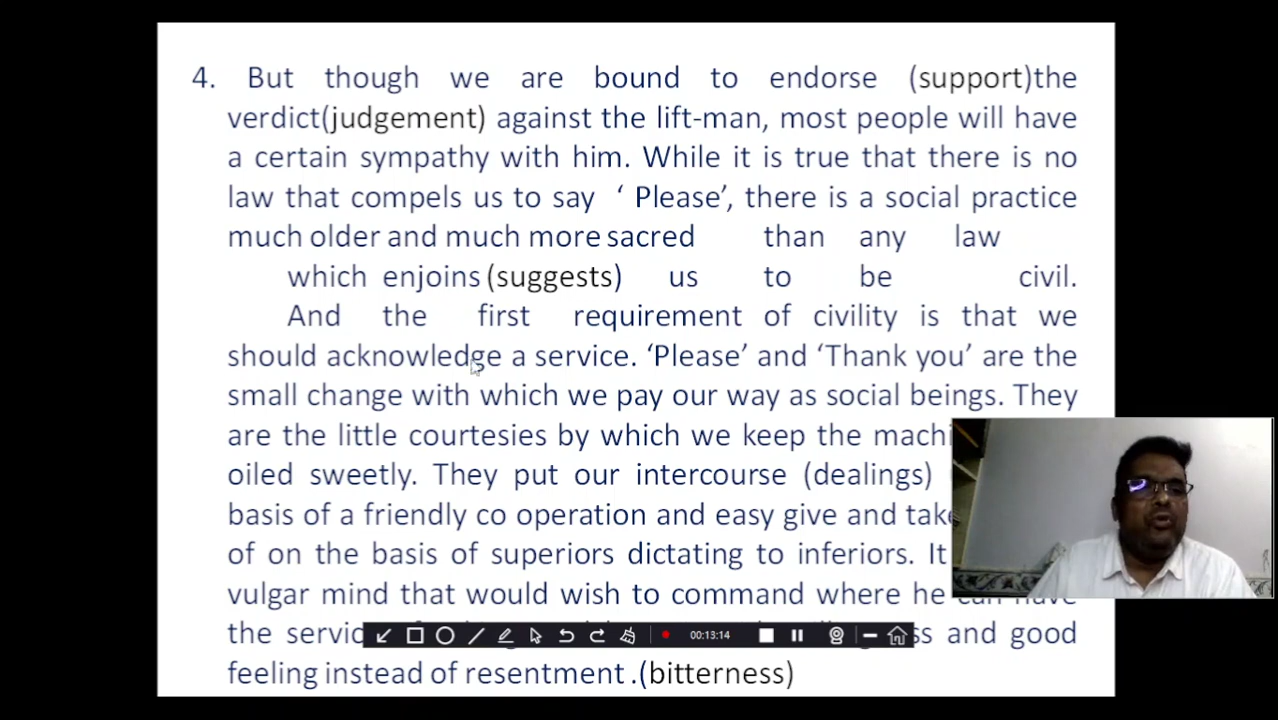 4. But though we are bound to endorse (support)the
verdict(judgement) against the lift-man, most people will have
a certain sympathy with him. While it is true that there is no
law that compels us to say ‘ Please’, there is a social practice
much older and much more sacred than any law
which enjoins (suggests) us to be civil.
And the first requirement of civility is that we
should acknowledge a service. ‘Please’ and ‘Thank you’ are the
small change with which we pay our way as social beings. They
are the little courtesies by which we keep the
oiled sweetly. They put our intercourse (dealings)
basis of a friendly co operation and easy give and take
of on the basis of superiors dictating to inferiors. It
vulgar mind that would wish to command where he can have
the and good
00:13:14
feeling instead of resentment .(bitterness)